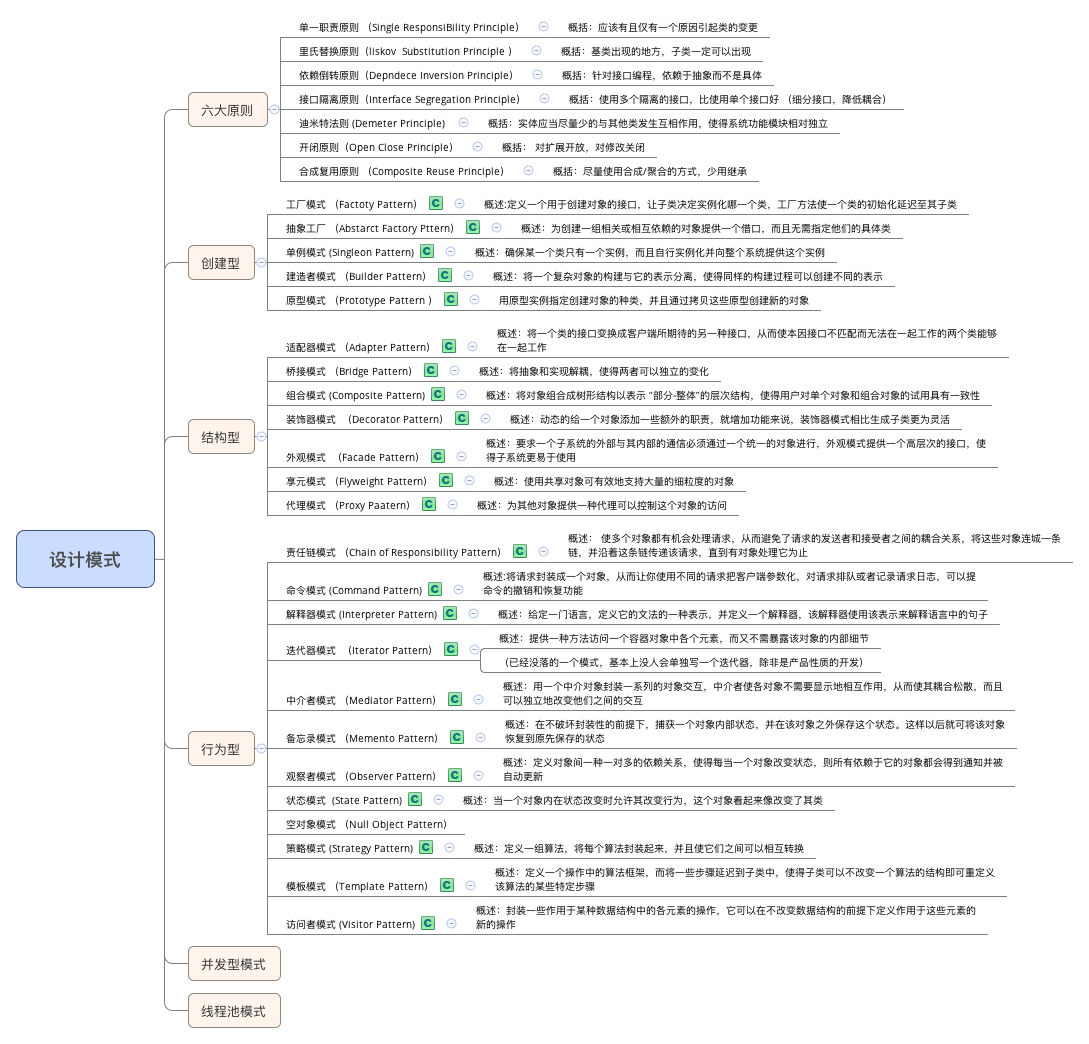 设计模式
六大原则
单一职责原则 （Single ResponsiBility Principle） 概括：应该有且仅有一个原因引起类的变更
里氏替换原则（liskov Substitution Principle ） 概括：基类出现的地方，子类一定可以出现
依赖倒转原则（Depndece Inversion Principle） 概括：针对接口编程，依赖于抽象而不是具体
接口隔离原则（Interface Segregation Principle） 概括：使用多个隔离的接口，比使用单个接口好 （细分接口，降低耦合）
迪米特法则 (Demeter Principle) 概括：实体应当尽量少的与其他类发生互相作用，使得系统功能模块相对独立
开闭原则（Open Close Principle） 概括： 对扩展开放，对修改关闭
合成复用原则 （Composite Reuse Principle） 概括：尽量使用合成/聚合的方式，少用继承
创建型
工厂模式 （Factoty Pattern） C 概述:定义一个用于创建对象的接口，让子类决定实例化哪一个类，工厂方法使一个类的初始化延迟至其子类
抽象工厂 （Abstarct Factory Pttern） C 概述：为创建一组相关或相互依赖的对象提供一个借口，而且无需指定他们的具体类
单例模式 (Singleon Pattern) C 概述：确保某一个类只有一个实例，而且自行实例化并向整个系统提供这个实例
建造者模式 （Builder Pattern） C 概述：将一个复杂对象的构建与它的表示分离，使得同样的构建过程可以创建不同的表示
原型模式 （Prototype Pattern ） C 用原型实例指定创建对象的种类，并且通过拷贝这些原型创建新的对象
结构型
适配器模式 （Adapter Pattern） C 概述：将一个类的接口变换成客户端所期待的另一种接口，从而使本因接口不匹配而无法在一起工作的两个类能够
在一起工作
桥接模式 （Bridge Pattern） C 概述：将抽象和实现解耦，使得两者可以独立的变化
组合模式 (Composite Pattern) C 概述：将对象组合成树形结构以表示 “部分-整体”的层次结构，使得用户对单个对象和组合对象的试用具有一致性
装饰器模式 （Decorator Pattern） C 概述：动态的给一个对象添加一些额外的职责，就增加功能来说，装饰器模式相比生成子类更为灵活
外观模式 （Facade Pattern） C 概述：要求一个子系统的外部与其内部的通信必须通过一个统一的对象进行，外观模式提供一个高层次的接口，使
得子系统更易于使用
享元模式 （Flyweight Pattern） C 概述：使用共享对象可有效地支持大量的细粒度的对象
代理模式 （Proxy Paatern） C 概述：为其他对象提供一种代理可以控制这个对象的访问
行为型
责任链模式 （Chain of Responsibility Pattern） C 概述： 使多个对象都有机会处理请求，从而避免了请求的发送者和接受者之间的耦合关系，将这些对象连城一条
链，并沿着这条链传递该请求，直到有对象处理它为止
命令模式 (Command Pattern) C 概述:将请求封装成一个对象，从而让你使用不同的请求把客户端参数化，对请求排队或者记录请求日志，可以提
命令的撤销和恢复功能
解释器模式 (Interpreter Pattern) C 概述：给定一门语言，定义它的文法的一种表示，并定义一个解释器，该解释器使用该表示来解释语言中的句子
迭代器模式 （Iterator Pattern） C 概述：提供一种方法访问一个容器对象中各个元素，而又不需暴露该对象的内部细节
（已经没落的一个模式，基本上没人会单独写一个迭代器，除非是产品性质的开发）
中介者模式 （Mediator Pattern） C 概述：用一个中介对象封装一系列的对象交互，中介者使各对象不需要显示地相互作用，从而使其耦合松散，而且
可以独立地改变他们之间的交互
备忘录模式 （Memento Pattern） C 概述：在不破坏封装性的前提下，捕获一个对象内部状态，并在该对象之外保存这个状态。这样以后就可将该对象
恢复到原先保存的状态
观察者模式 （Observer Pattern） C 概述：定义对象间一种一对多的依赖关系，使得每当一个对象改变状态，则所有依赖于它的对象都会得到通知并被
自动更新
状态模式 (State Pattern) C 概述：当一个对象内在状态改变时允许其改变行为，这个对象看起来像改变了其类
空对象模式 （Null Object Pattern）
策略模式 (Strategy Pattern) C 概述：定义一组算法，将每个算法封装起来，并且使它们之间可以相互转换
模板模式 （Template Pattern） C 概述：定义一个操作中的算法框架，而将一些步骤延迟到子类中，使得子类可以不改变一个算法的结构即可重定义
该算法的某些特定步骤
访问者模式 (Visitor Pattern) C 概述：封装一些作用于某种数据结构中的各元素的操作，它可以在不改变数据结构的前提下定义作用于这些元素的
新的操作
并发型模式
线程池模式